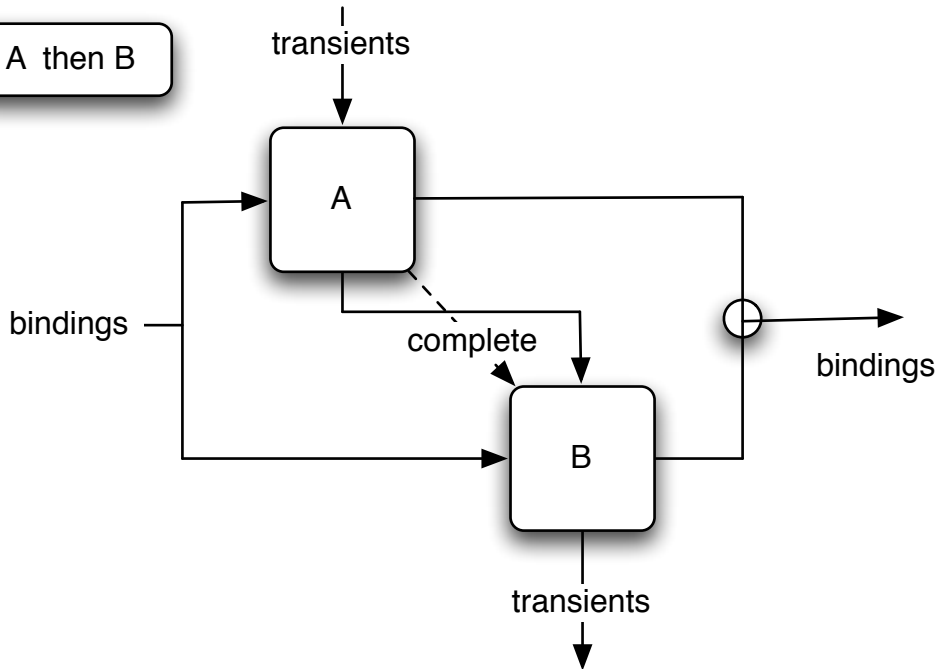 transients
A then B
A
bindings
complete
bindings
B
transients